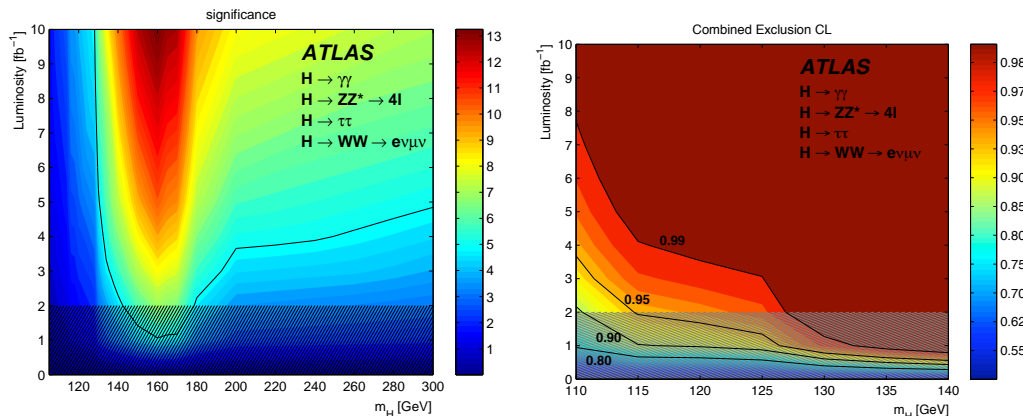 significance
Luminosity [fb⁻¹]
10
9
8
7
6
5
4
3
2
1
0
ATLAS
H → γγ
H → ZZ* → 4l
H → ττ
H → WW → eνμν
120 140 160 180 200 220 240 260 280 300
m_H [GeV]
13
12
11
10
9
8
7
6
5
4
3
2
1
Combined Exclusion CL
Luminosity [fb⁻¹]
10
9
8
7
6
5
4
3
2
1
0
ATLAS
H → γγ
H → ZZ* → 4l
H → ττ
H → WW → eνμν
0.99
0.95
0.90
0.80
110 115 120 125 130 135 140
m_H [GeV]
0.98
0.98
0.97
0.95
0.93
0.90
0.85
0.80
0.75
0.70
0.65
0.60
0.55